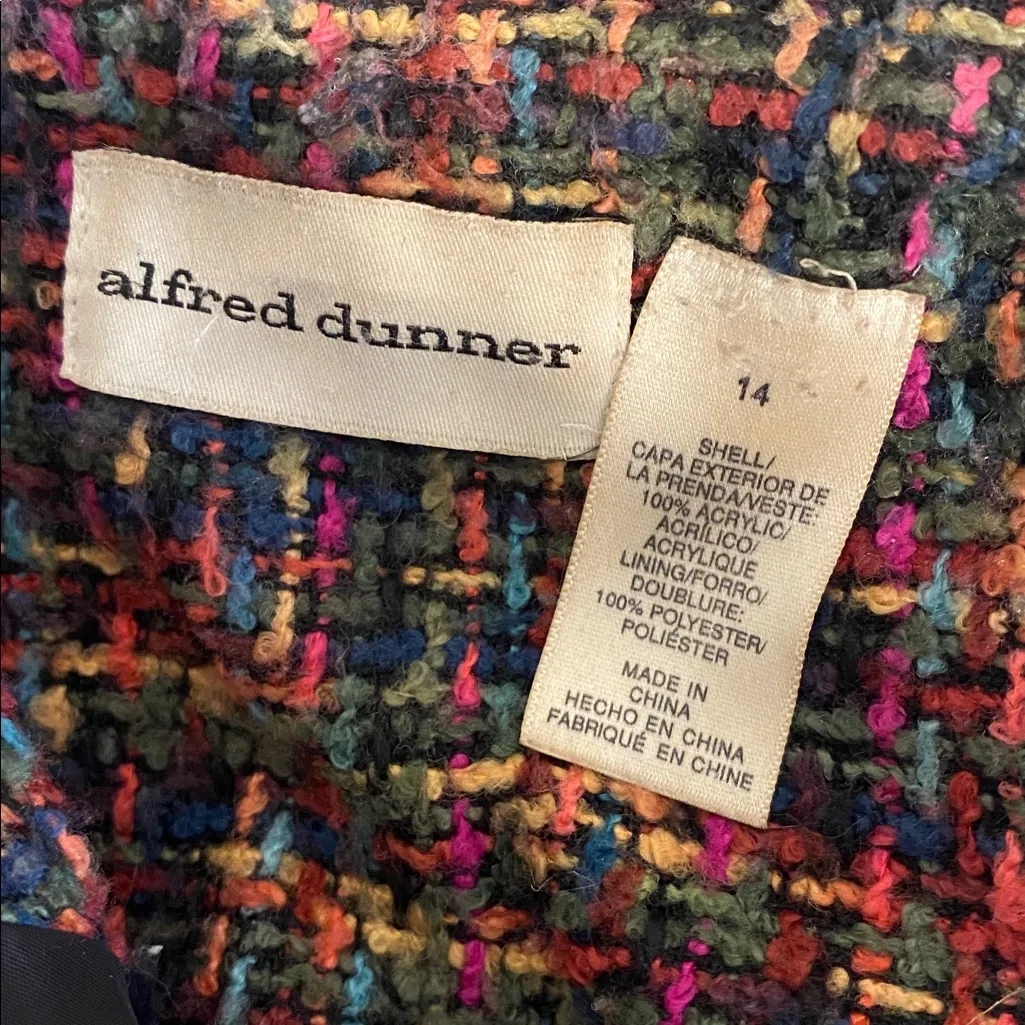 alfred dunner
14
SHELL/
CAPA EXTERIOR DE
LA PRENDA/VESTE:
100% ACRYLIC/
ACRÍLICO/
ACRYLIQUE
LINING/FORRO/
DOUBLURE:
100% POLYESTER/
POLIÉSTER
MADE IN
CHINA
HECHO EN CHINA
FABRIQUÉ EN CHINE